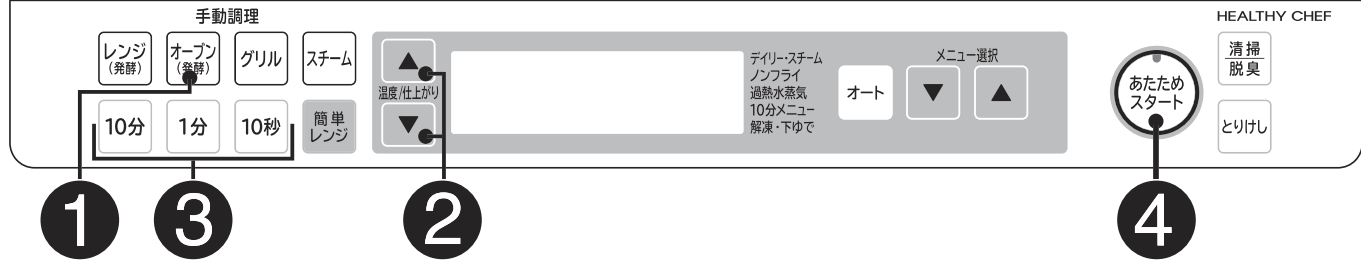 手動調理
HEALTHY CHEF
レンジ
(発酵)
オーブン
(発酵)
グリル
スチーム
▲
温度/仕上がり
▼
デイリー・スチーム
ノンフライ
過熱水蒸気
10分メニュー
解凍・下ゆで
オート
メニュー選択
▼
▲
あたため
スタート
清掃
脱臭
とりけし
10分
1分
10秒
簡単
レンジ
1
3
2
4